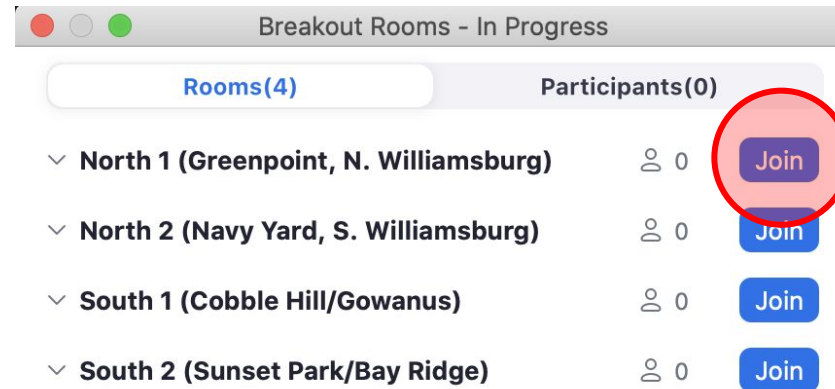 Breakout Rooms - In Progress
Rooms(4) Participants(0)
North 1 (Greenpoint, N. Williamsburg) 0 Join
North 2 (Navy Yard, S. Williamsburg) 0 Join
South 1 (Cobble Hill/Gowanus) 0 Join
South 2 (Sunset Park/Bay Ridge) 0 Join